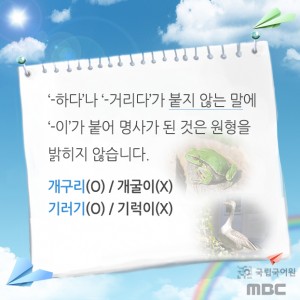 ‘-하다’나 ‘-거리다’가 붙지 않는 말에
‘-이’가 붙어 명사가 된 것은 원형을
밝히지 않습니다.
개구리(O) / 개굴이(X)
기러기(O) / 기럭이(X)
국립국어원
MBC